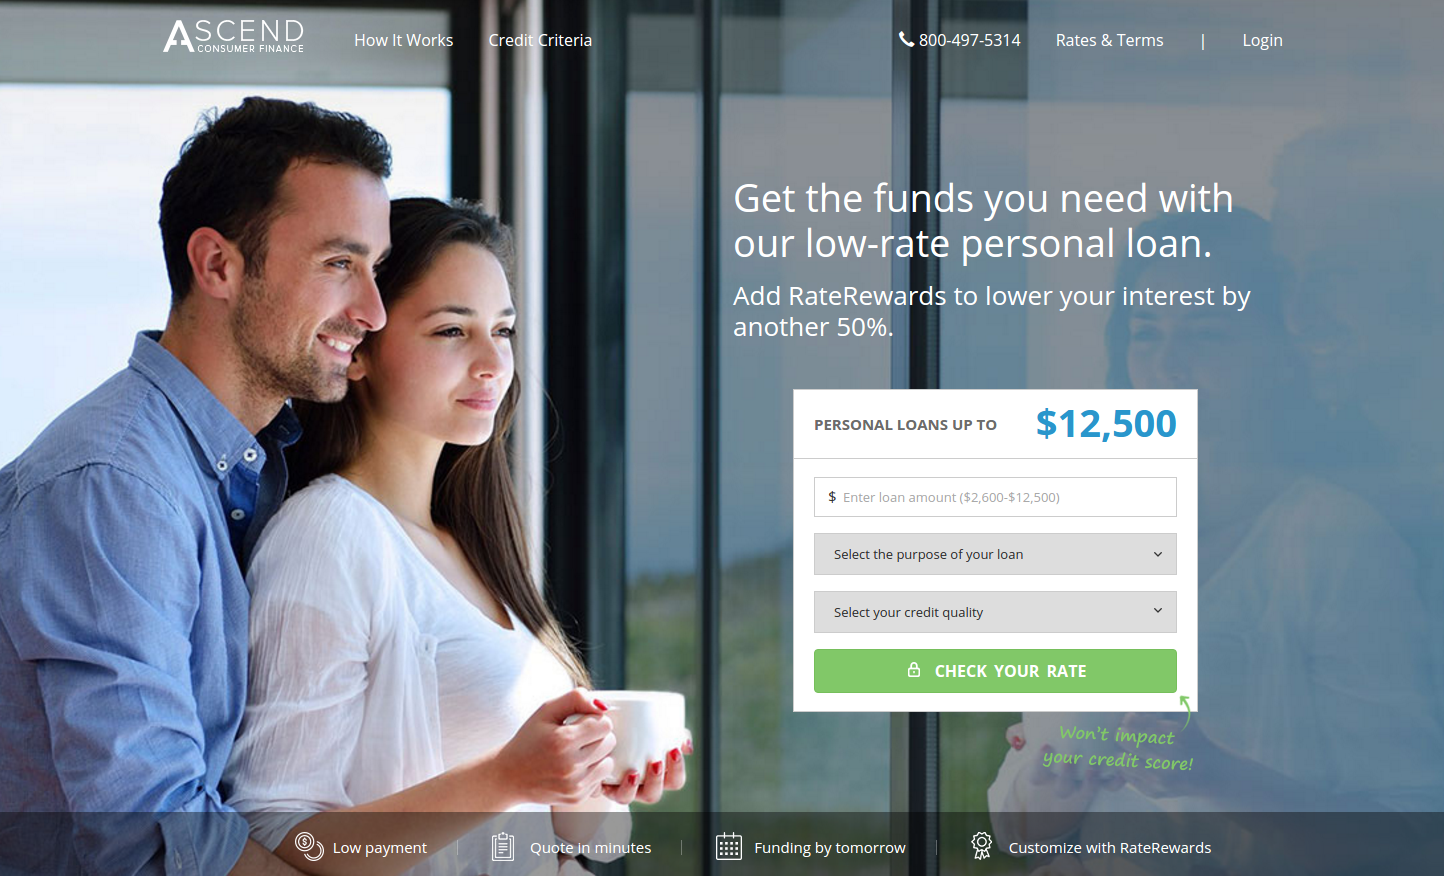 ASCEND
CONSUMER FINANCE
How It Works
Credit Criteria
800-497-5314
Rates & Terms
|
Login
Get the funds you need with
our low-rate personal loan.
Add RateRewards to lower your interest by
another 50%.
PERSONAL LOANS UP TO
$12,500
$ Enter loan amount ($2,600-$12,500)
Select the purpose of your loan
Select your credit quality
CHECK YOUR RATE
Won't impact
your credit score!
Low payment
Quote in minutes
Funding by tomorrow
Customize with RateRewards